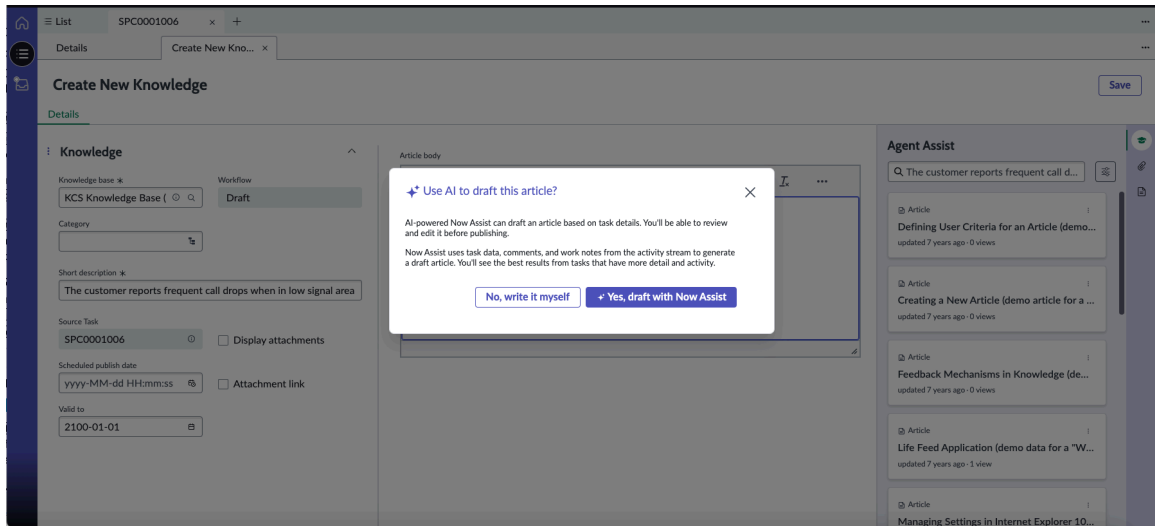 List
SPC0001006
Details
Create New Kno...
Create New Knowledge
Save
Details
Knowledge
Knowledge base *
KCS Knowledge Base (
Workflow
Draft
Category
Short description *
The customer reports frequent call drops when in low signal area
Source Task
SPC0001006
Display attachments
Scheduled publish date
yyyy-MM-dd HH:mm:ss
Attachment link
Valid to
2100-01-01
Article body
Use AI to draft this article?
AI-powered Now Assist can draft an article based on task details. You'll be able to review
and edit it before publishing.
Now Assist uses task data, comments, and work notes from the activity stream to generate
a draft article. You'll see the best results from tasks that have more detail and activity.
No, write it myself
Yes, draft with Now Assist
Agent Assist
The customer reports frequent call d...
Article
Defining User Criteria for an Article (demo...
updated 7 years ago · 0 views
Article
Creating a New Article (demo article for a ...
updated 7 years ago · 0 views
Article
Feedback Mechanisms in Knowledge (de...
updated 7 years ago · 0 views
Article
Life Feed Application (demo data for a "W...
updated 7 years ago · 1 view
Article
Managing Settings in Internet Explorer 10...